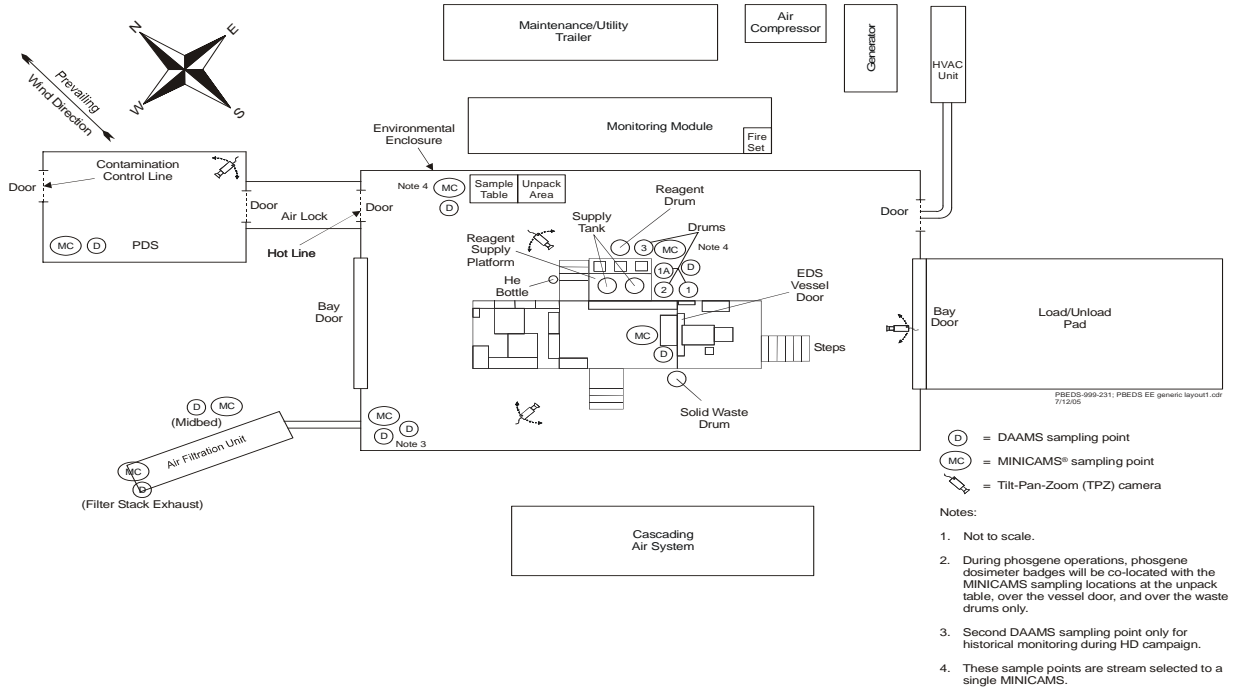 Maintenance/Utility
Trailer
Air
Compressor
Generator
HVAC
Unit
N
E
W
S
Prevailing
Wind Direction
Monitoring Module
Fire
Set
Environmental
Enclosure
Contamination
Control Line
Door
Door
Air Lock
Door
Hot Line
MC
D
PDS
Note 4
MC
D
Sample
Table
Unpack
Area
Reagent
Drum
Supply
Tank
Drums
3
MC
Note 4
Reagent
Supply
Platform
1A
D
2
1
He
Bottle
EDS
Vessel
Door
Door
Bay
Door
MC
D
Steps
Bay
Door
Load/Unload
Pad
Solid Waste
Drum
PBEDS-999-231; PBEDS EE generic layout1.cdr
7/12/05
D
MC
(Midbed)
MC
D
D
Note 3
Air Filtration Unit
MC
D
(Filter Stack Exhaust)
Cascading
Air System
D = DAAMS sampling point
MC = MINICAMS® sampling point
= Tilt-Pan-Zoom (TPZ) camera
Notes:
1. Not to scale.
2. During phosgene operations, phosgene
dosimeter badges will be co-located with the
MINICAMS sampling locations at the unpack
table, over the vessel door, and over the waste
drums only.
3. Second DAAMS sampling point only for
historical monitoring during HD campaign.
4. These sample points are stream selected to a
single MINICAMS.